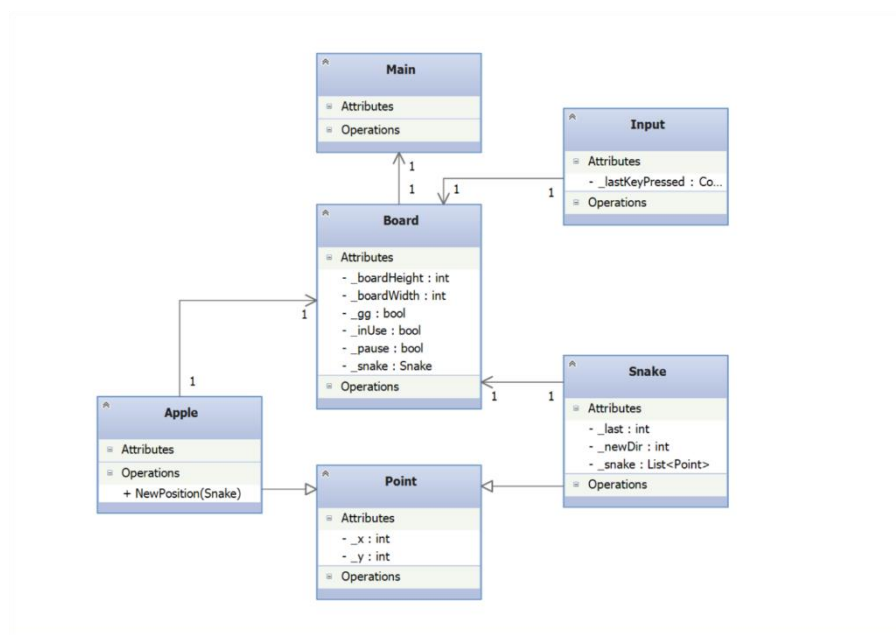 Main
Attributes
Operations
1
1
Input
Attributes
- _lastKeyPressed : Co...
Operations
1
1
Board
Attributes
- _boardHeight : int
- _boardWidth : int
- _gg : bool
- _inUse : bool
- _pause : bool
- _snake : Snake
Operations
1
1
Apple
Attributes
Operations
+ NewPosition(Snake)
Snake
Attributes
- _last : int
- _newDir : int
- _snake : List<Point>
Operations
1
1
Point
Attributes
- _x : int
- _y : int
Operations